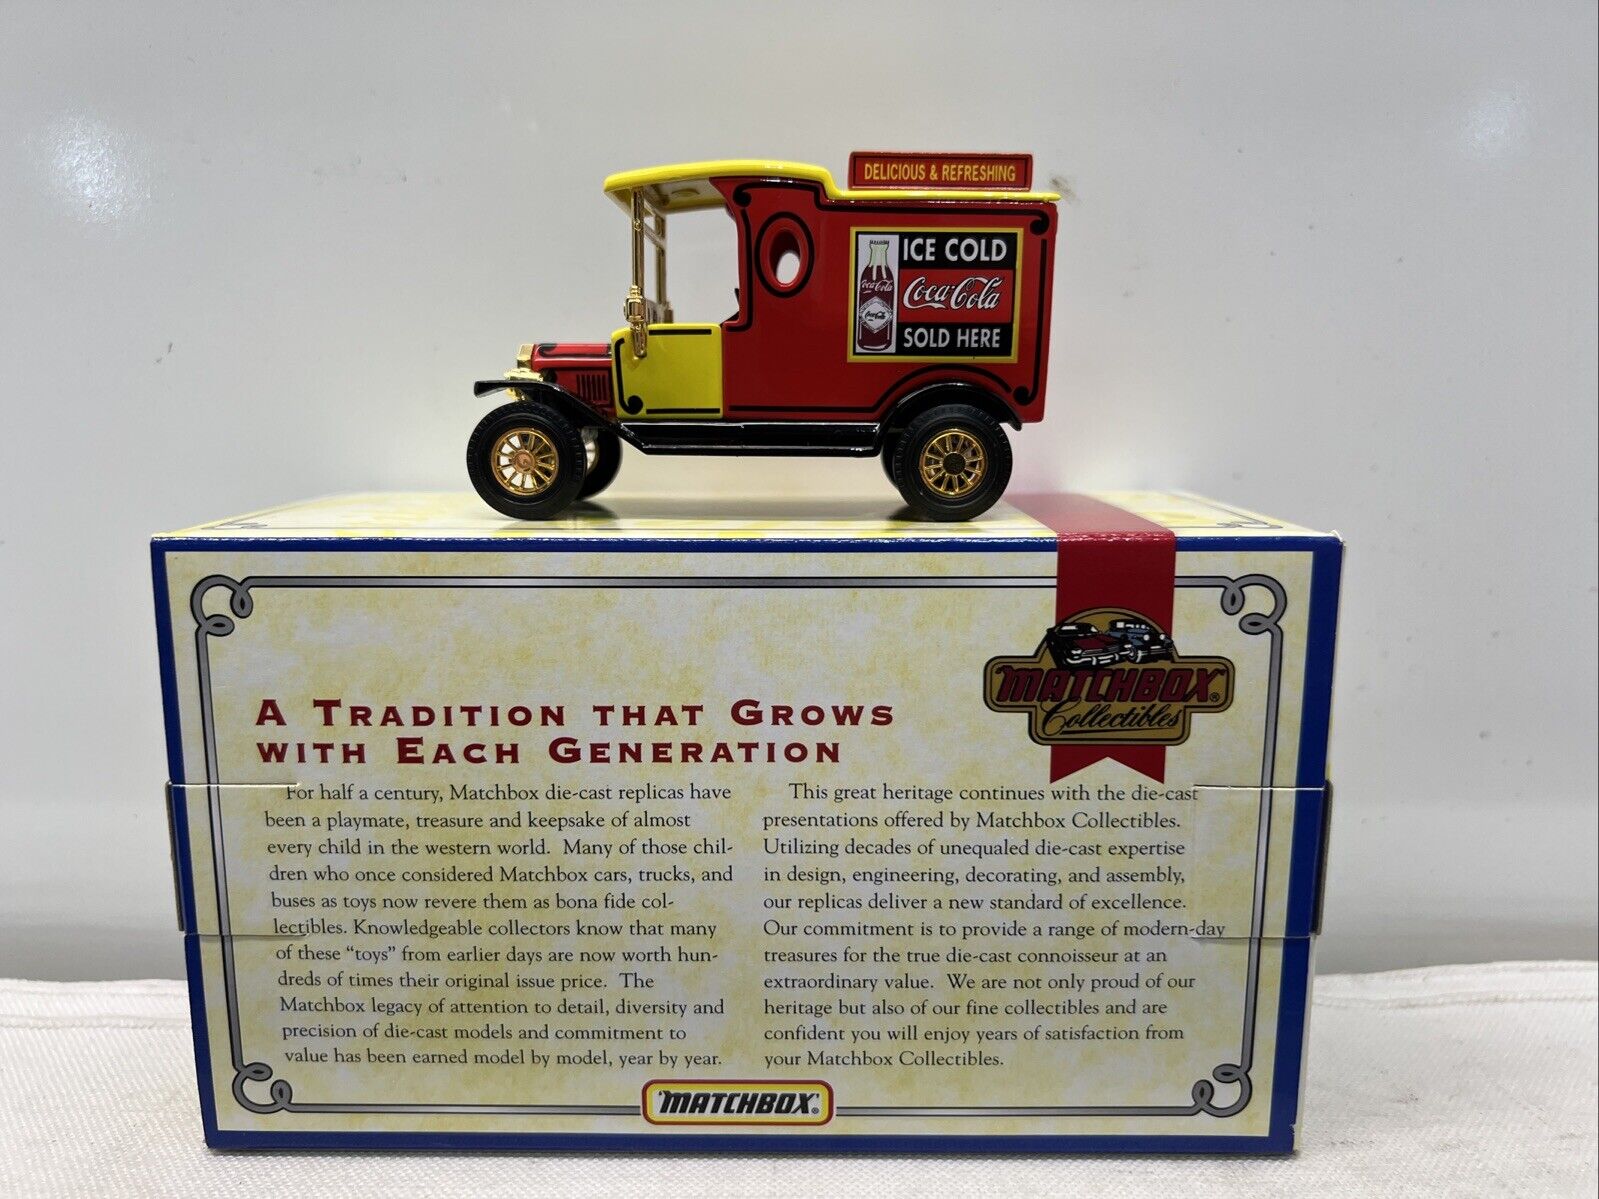 DELICIOUS & REFRESHING
ICE COLD
Coca-Cola
SOLD HERE
Coca-Cola
Coca-Cola
MATCHBOX®
Collectibles
A TRADITION THAT GROWS
WITH EACH GENERATION
For half a century, Matchbox die-cast replicas have
been a playmate, treasure and keepsake of almost
every child in the western world. Many of those chil-
dren who once considered Matchbox cars, trucks, and
buses as toys now revere them as bona fide col-
lectibles. Knowledgeable collectors know that many
of these “toys” from earlier days are now worth hun-
dreds of times their original issue price. The
Matchbox legacy of attention to detail, diversity and
precision of die-cast models and commitment to
value has been earned model by model, year by year.
This great heritage continues with the die-cast
presentations offered by Matchbox Collectibles.
Utilizing decades of unequaled die-cast expertise
in design, engineering, decorating, and assembly,
our replicas deliver a new standard of excellence.
Our commitment is to provide a range of modern-day
treasures for the true die-cast connoisseur at an
extraordinary value. We are not only proud of our
heritage but also of our fine collectibles and are
confident you will enjoy years of satisfaction from
your Matchbox Collectibles.
"MATCHBOX"®